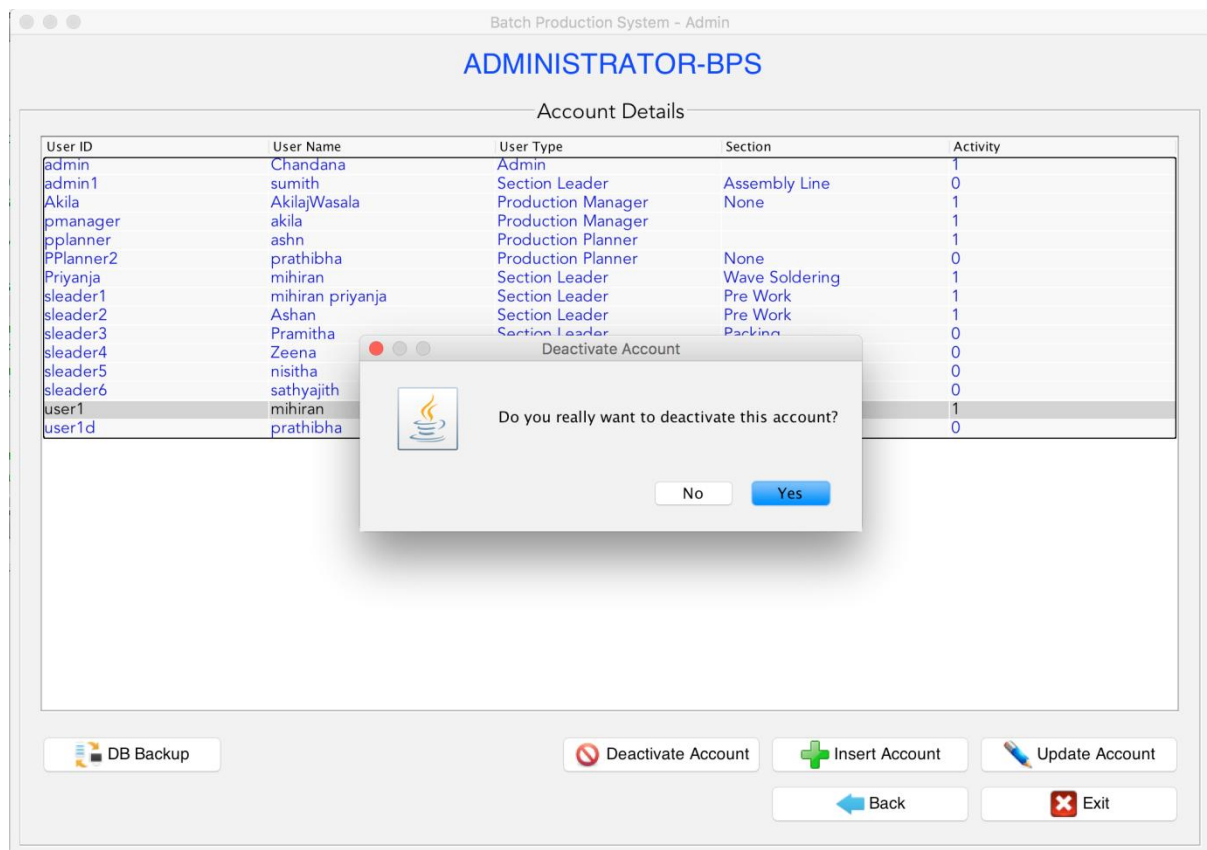 Batch Production System - Admin
ADMINISTRATOR-BPS
Account Details
User ID User Name User Type Section Activity
admin Chandana Admin 1
admin1 sumith Section Leader Assembly Line 0
Akila AkilajWasala Production Manager None 1
pmanager akila Production Manager 1
pplanner ashn Production Planner 1
PPlanner2 prathibha Production Planner None 0
Priyanja mihiran Section Leader Wave Soldering 1
sleader1 mihiran priyanja Section Leader Pre Work 1
sleader2 Ashan Section Leader Pre Work 1
sleader3 Pramitha Section Leader Packing 0
sleader4 Zeena 0
sleader5 nisitha 0
sleader6 sathyajith 0
user1 mihiran 1
user1d prathibha 0
Deactivate Account
Do you really want to deactivate this account?
No Yes
DB Backup Deactivate Account Insert Account Update Account
Back Exit